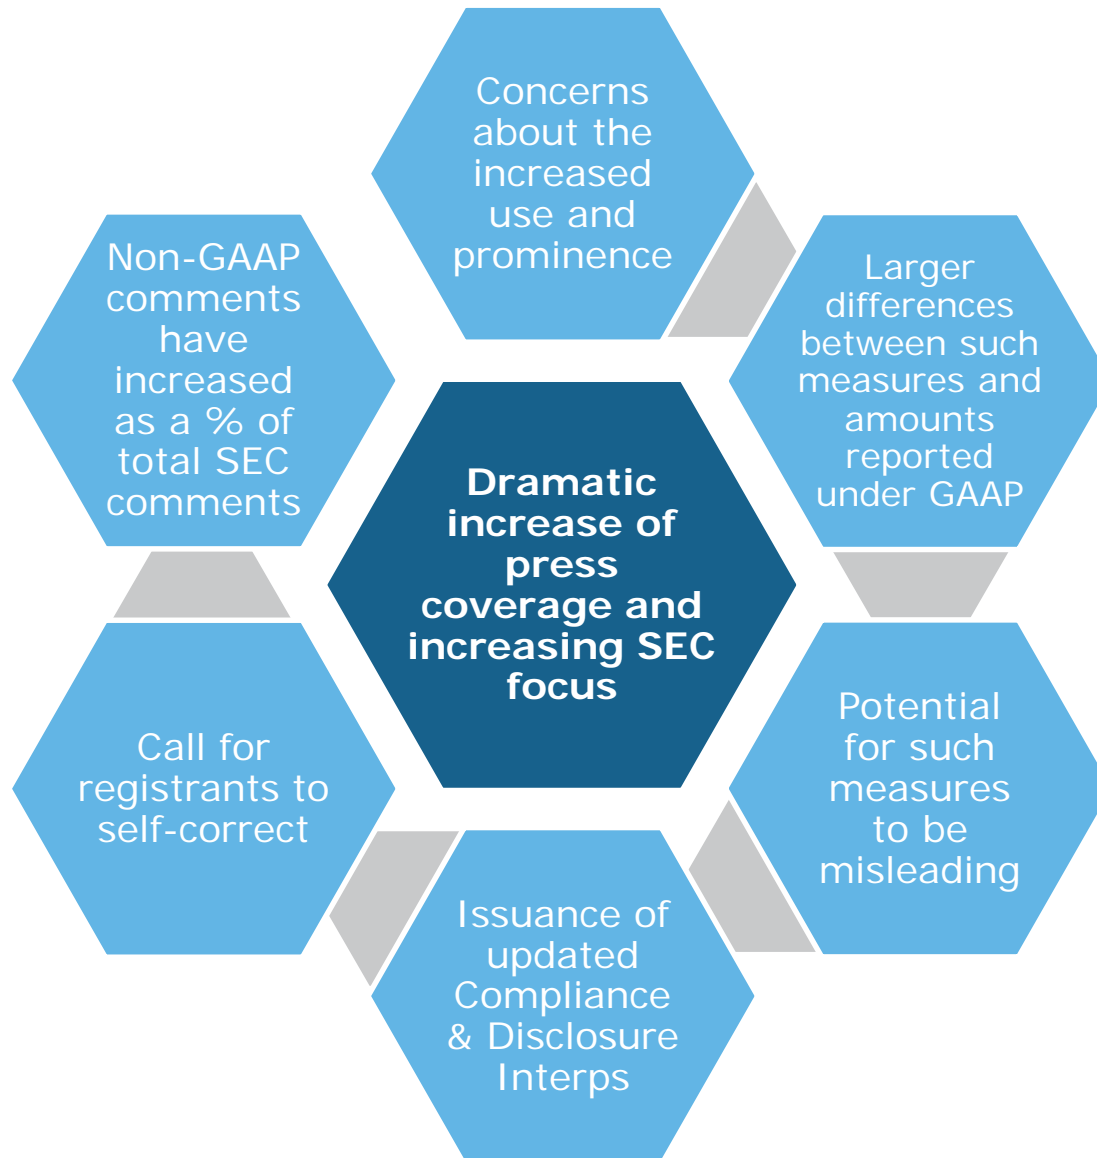 Concerns
about the
increased
use and
prominence
Larger
differences
between such
measures and
amounts
reported
under GAAP
Potential
for such
measures
to be
misleading
Issuance of
updated
Compliance
& Disclosure
Interps
Call for
registrants to
self-correct
Non-GAAP
comments
have
increased
as a % of
total SEC
comments
Dramatic
increase of
press
coverage and
increasing SEC
focus